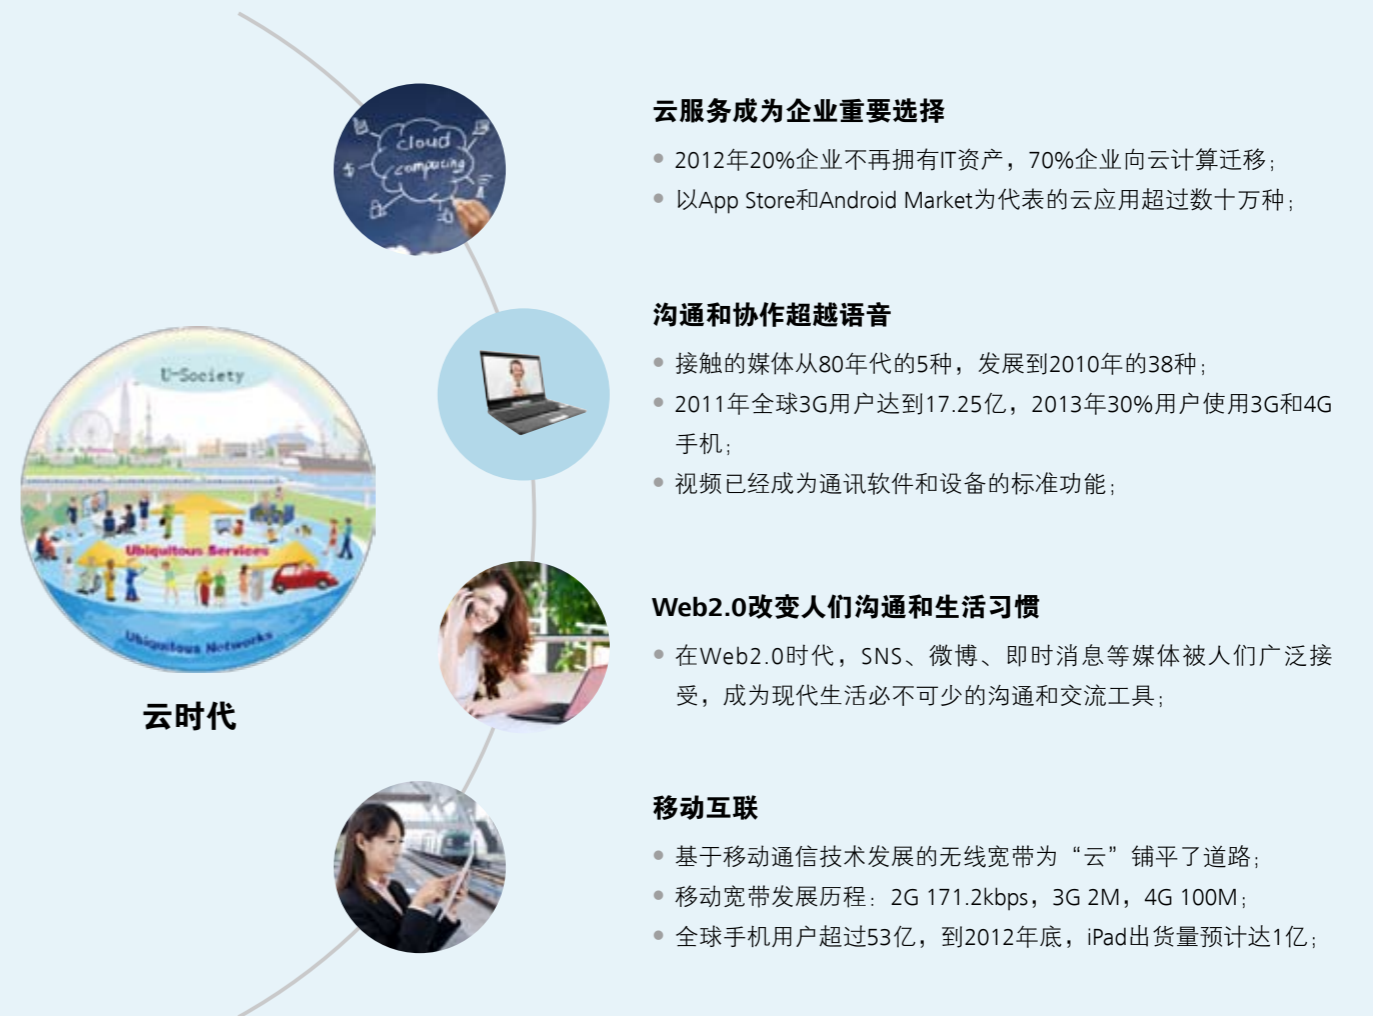 云服务成为企业重要选择
2012年20%企业不再拥有IT资产，70%企业向云计算迁移；
以App Store和Android Market为代表的云应用超过数十万种；
沟通和协作超越语音
接触的媒体从80年代的5种，发展到2010年的38种；
2011年全球3G用户达到17.25亿，2013年30%用户使用3G和4G
手机；
视频已经成为通讯软件和设备的标准功能；
Web2.0改变人们沟通和生活习惯
在Web2.0时代，SNS、微博、即时消息等媒体被人们广泛接
受，成为现代生活必不可少的沟通和交流工具；
移动互联
基于移动通信技术发展的无线宽带为“云”铺平了道路；
移动宽带发展历程：2G 171.2kbps，3G 2M，4G 100M；
全球手机用户超过53亿，到2012年底，iPad出货量预计达1亿；
cloud
computing
U-Society
Ubiquitous Services
Ubiquitous Networks
云时代